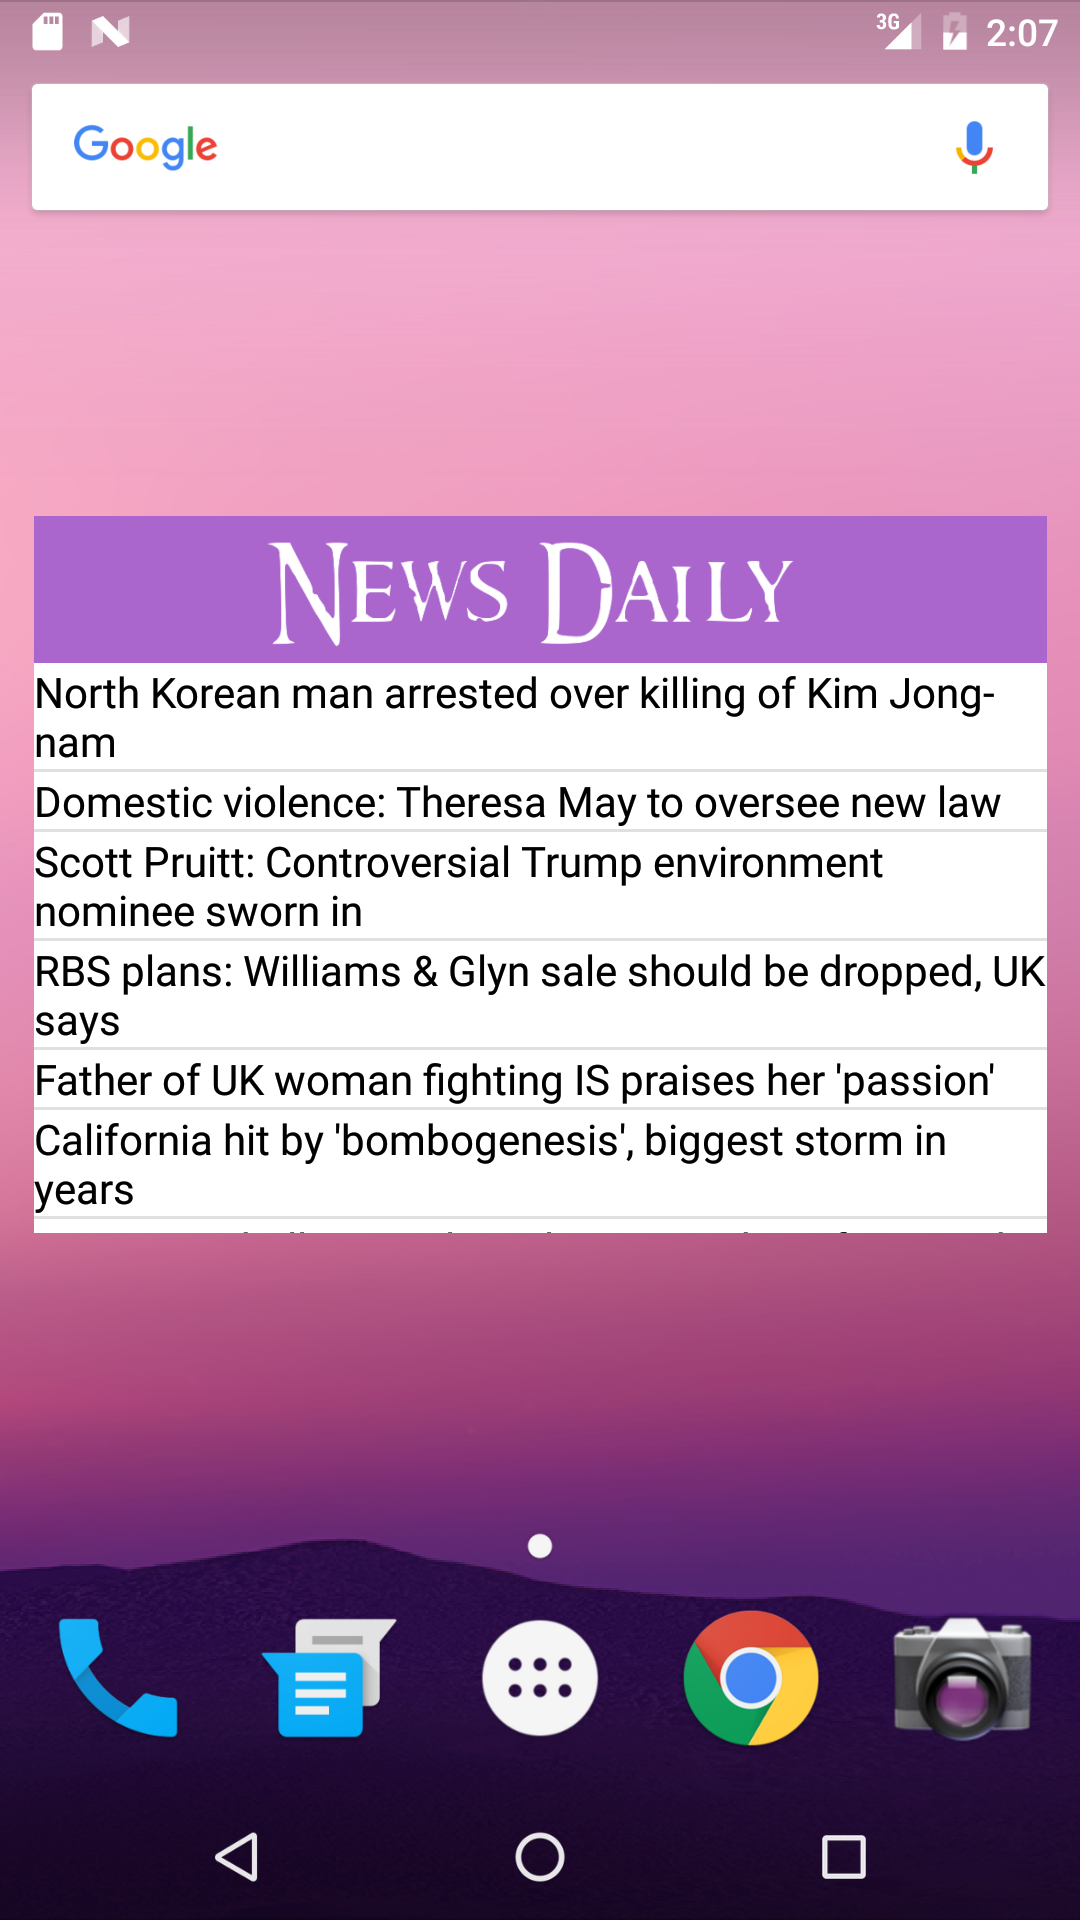 3G 2:07
Google
News Daily
North Korean man arrested over killing of Kim Jong-
nam
Domestic violence: Theresa May to oversee new law
Scott Pruitt: Controversial Trump environment
nominee sworn in
RBS plans: Williams & Glyn sale should be dropped, UK
says
Father of UK woman fighting IS praises her 'passion'
California hit by 'bombogenesis', biggest storm in
years